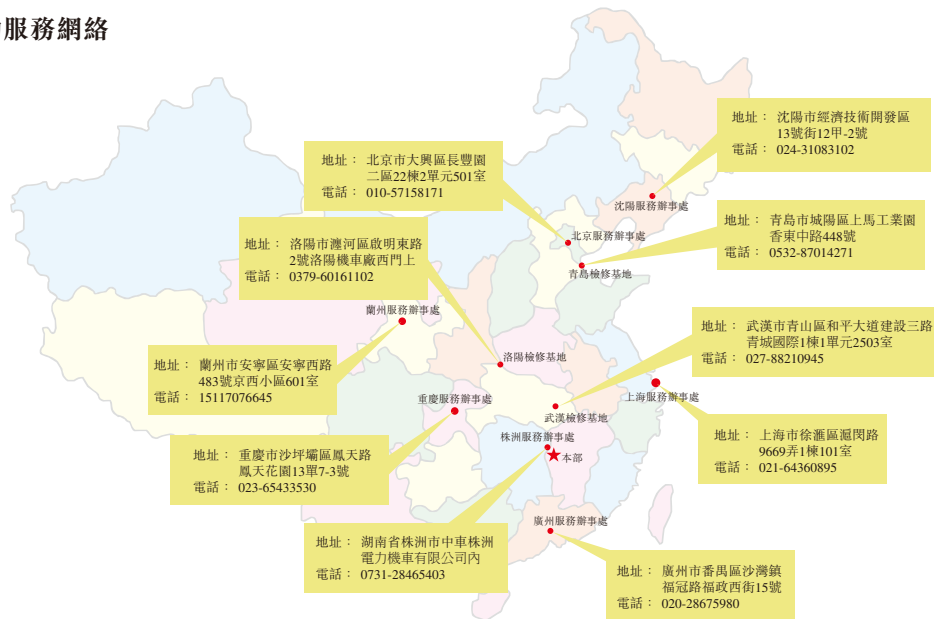 服務網絡
地址： 沈陽市經濟技術開發區
13號街12甲-2號
電話： 024-31083102
沈陽服務辦事處
地址： 北京市大興區長豐園
二區22棟2單元501室
電話： 010-57158171
北京服務辦事處
地址： 青島市城陽區上馬工業園
香東中路448號
電話： 0532-87014271
青島檢修基地
地址： 洛陽市瀍河區啟明東路
2號洛陽機車廠西門上
電話： 0379-60161102
蘭州服務辦事處
地址： 武漢市青山區和平大道建設三路
青城國際1棟1單元2503室
電話： 027-88210945
洛陽檢修基地
地址： 蘭州市安寧區安寧西路
483號京西小區601室
電話： 15117076645
重慶服務辦事處
上海服務辦事處
武漢檢修基地
株洲服務辦事處
本部
地址： 上海市徐滙區滬閔路
9669弄1棟101室
電話： 021-64360895
地址： 重慶市沙坪壩區鳳天路
鳳天花園13單7-3號
電話： 023-65433530
廣州服務辦事處
地址： 湖南省株洲市中車株洲
電力機車有限公司內
電話： 0731-28465403
地址： 廣州市番禺區沙灣鎮
福冠路福政西街15號
電話： 020-28675980